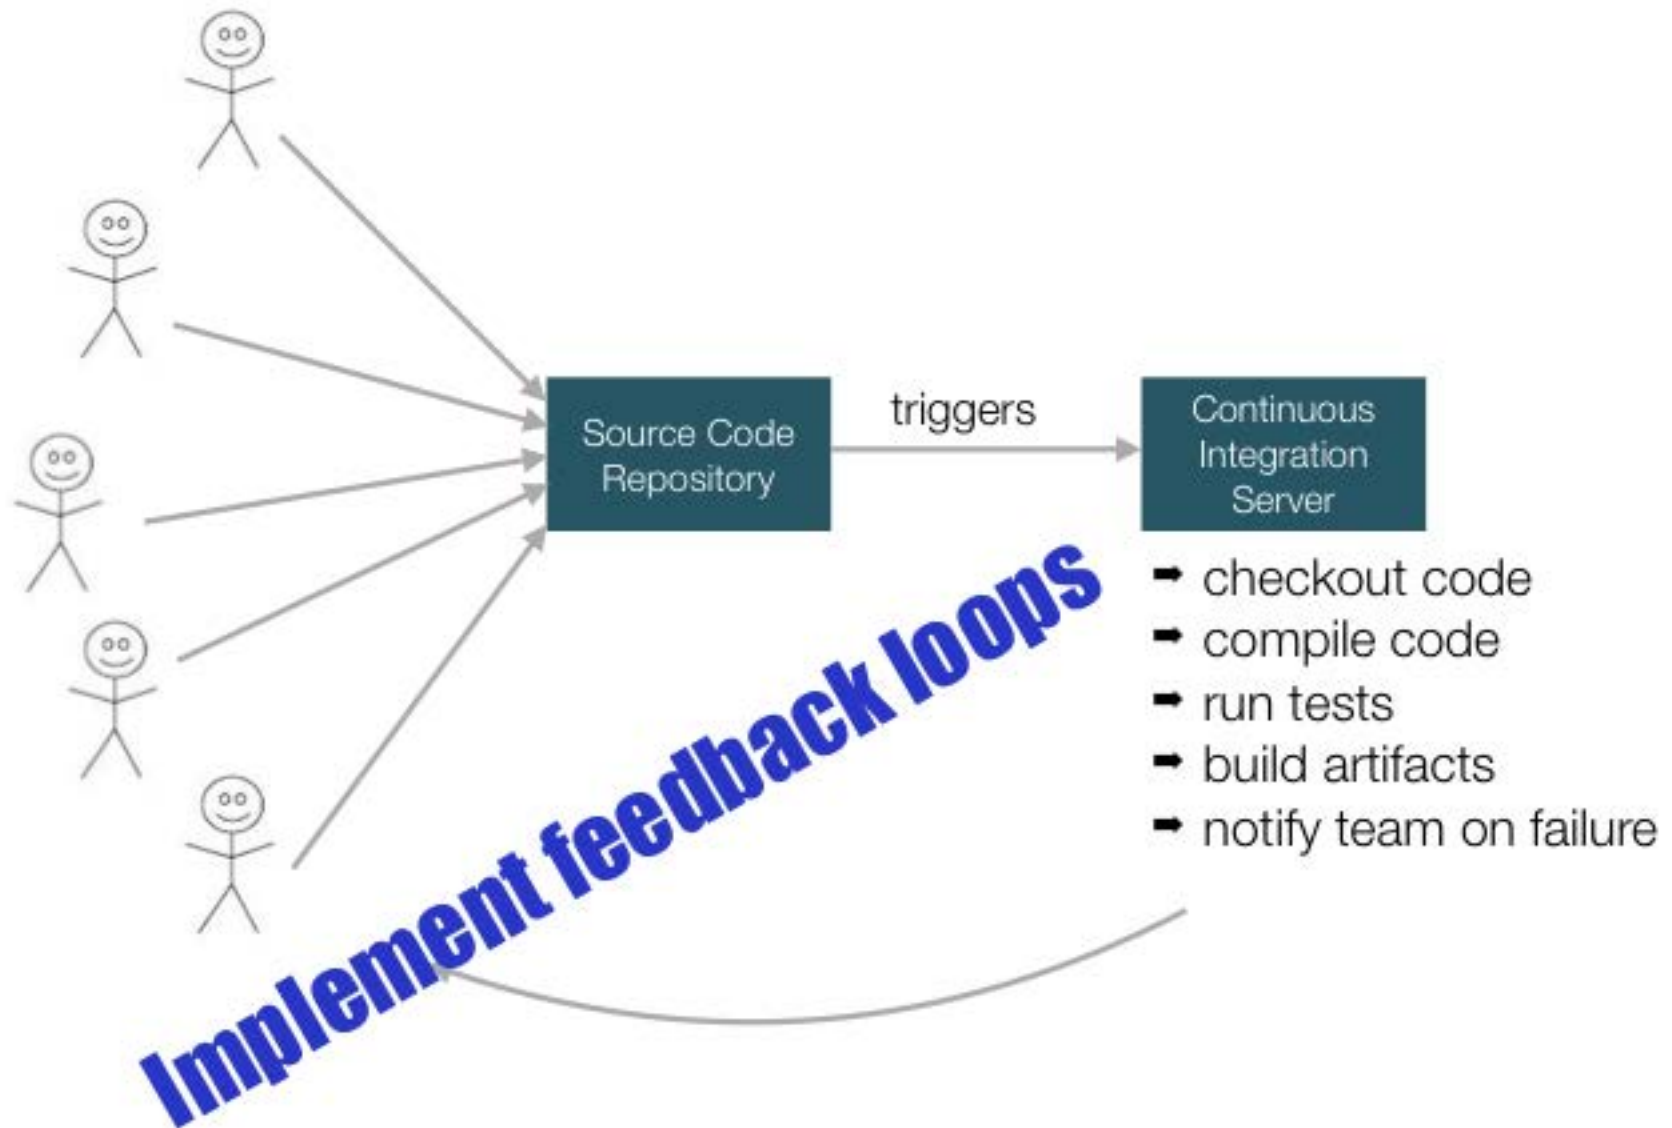 Source Code
Repository
triggers
Continuous
Integration
Server
➡ checkout code
➡ compile code
➡ run tests
➡ build artifacts
➡ notify team on failure
Implement feedback loops